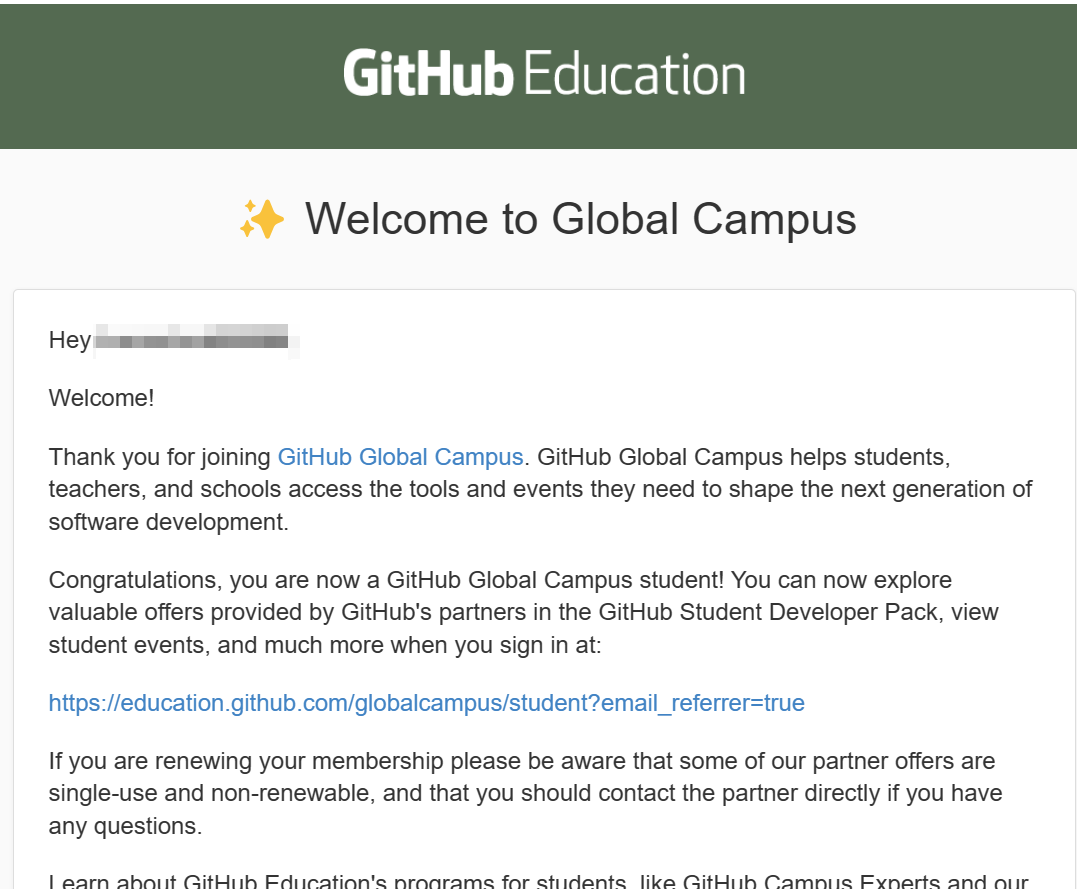 GitHub Education
✨ Welcome to Global Campus
Hey
Welcome!
Thank you for joining GitHub Global Campus. GitHub Global Campus helps students,
teachers, and schools access the tools and events they need to shape the next generation of
software development.
Congratulations, you are now a GitHub Global Campus student! You can now explore
valuable offers provided by GitHub's partners in the GitHub Student Developer Pack, view
student events, and much more when you sign in at:
https://education.github.com/globalcampus/student?email_referrer=true
If you are renewing your membership please be aware that some of our partner offers are
single-use and non-renewable, and that you should contact the partner directly if you have
any questions.
Learn about GitHub Education's programs for students, like GitHub Campus Experts and our